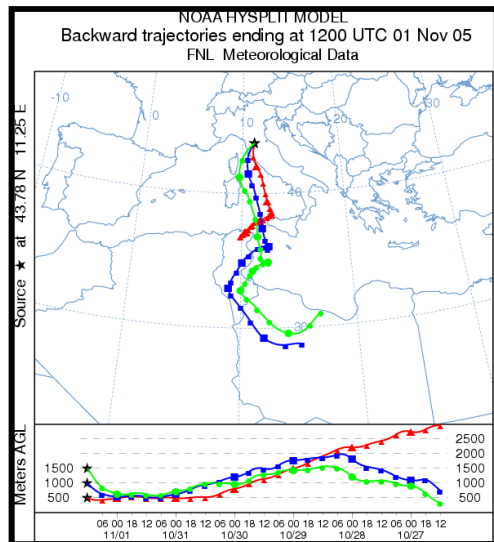 NOAA HYSPLIT MODEL
Backward trajectories ending at 1200 UTC 01 Nov 05
FNL Meteorological Data
Source ★ at 43.78 N 11.25 E
-10
0
10
20
30
40
30
Meters AGL
1500
1000
500
2500
2000
1500
1000
500
06 00 18 12 06 00 18 12 06 00 18 12 06 00 18 12 06 00 18 12 06 00 18 12
11/01 10/31 10/30 10/29 10/28 10/27